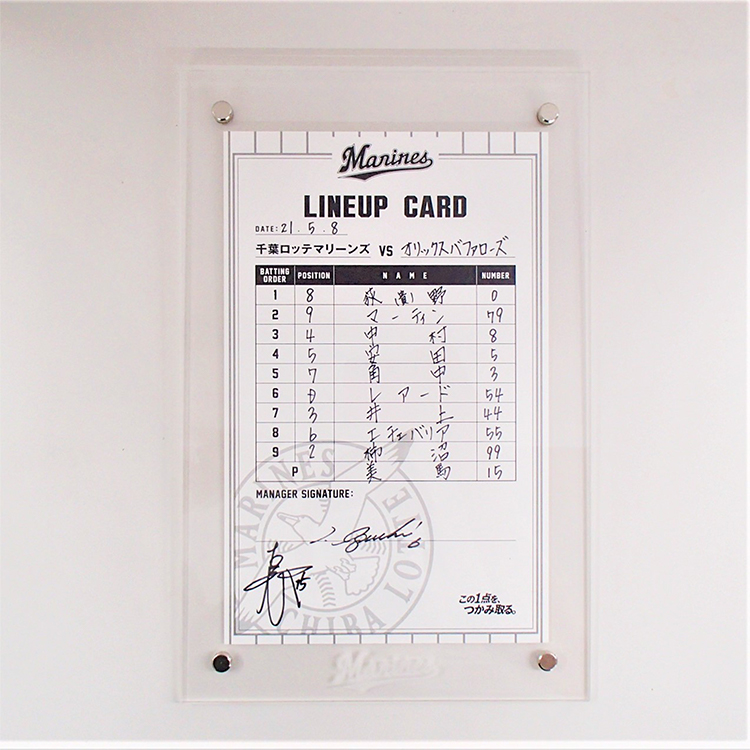 Marines
LINEUP CARD
DATE: 21.5.8
千葉ロッテマリーンズ VS オリックスバファローズ
BATTING ORDER POSITION NAME NUMBER
1 8 荻濵野 0
2 9 マーティン 79
3 4 中村 8
4 5 安田 5
5 7 角中 3
6 D レアード 54
7 3 井上 44
8 6 エチェバリア 55
9 2 柿沼 99
P 美馬 15
MANAGER SIGNATURE:
MARINES
CHIBA LOTTE
この1点を、
つかみ取る。
Marines